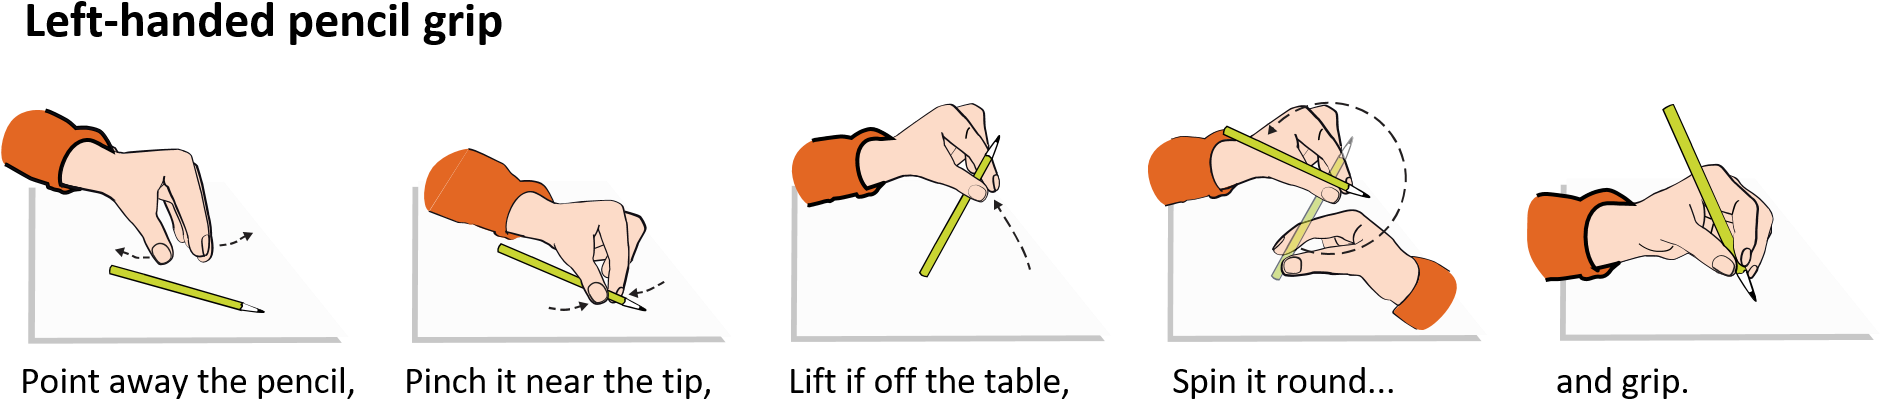 Left-handed pencil grip
Point away the pencil,
Pinch it near the tip,
Lift if off the table,
Spin it round...
and grip.